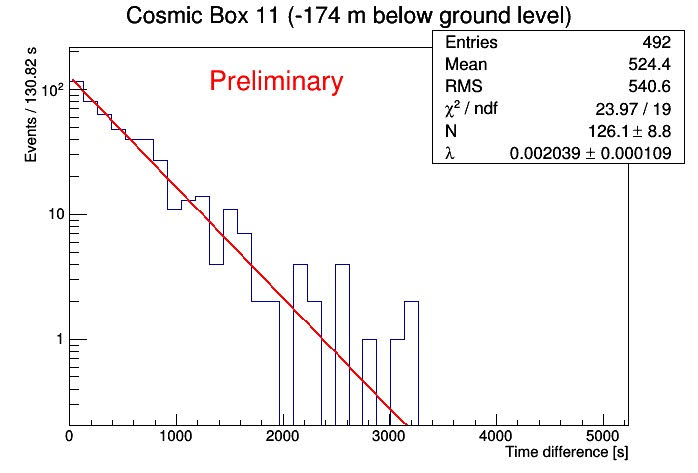 Cosmic Box 11 (-174 m below ground level)
Entries 492
Mean 524.4
RMS 540.6
χ² / ndf 23.97 / 19
N 126.1 ± 8.8
λ 0.002039 ± 0.000109
Preliminary
Events / 130.82 s
10²
10
1
0 1000 2000 3000 4000 5000
Time difference [s]